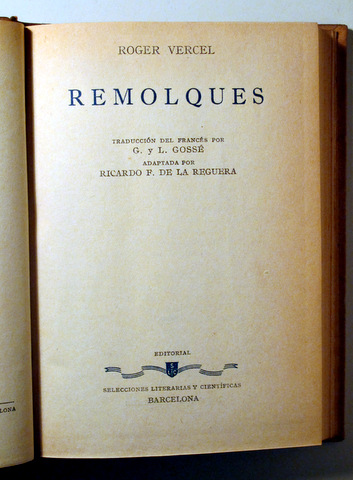 ROGER VERCEL
REMOLQUES
TRADUCCIÓN DEL FRANCÉS POR
G. y L. GOSSÉ
ADAPTADA POR
RICARDO F. DE LA REGUERA
EDITORIAL
SELECCIONES LITERARIAS Y CIENTÍFICAS
BARCELONA
LONA